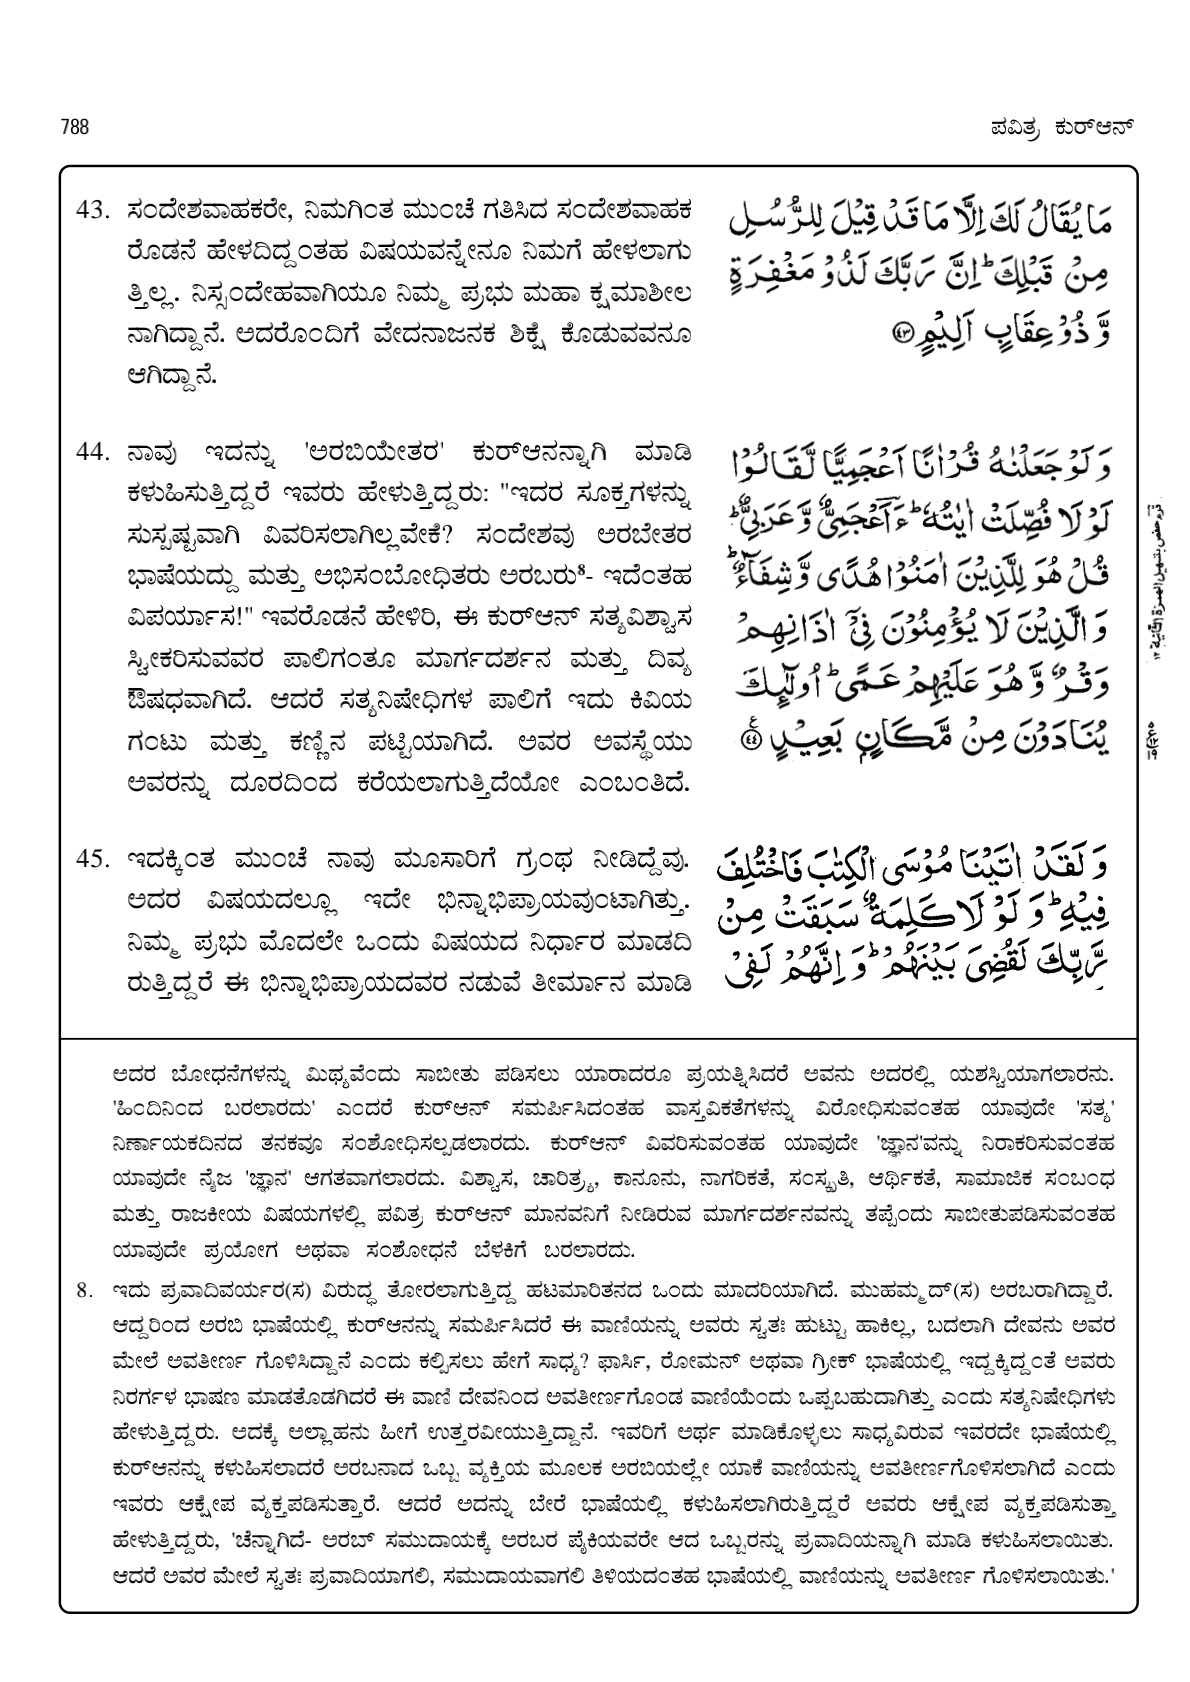 788
ಪವಿತ್ರ ಕುರ್‌ಆನ್
43. ಸಂದೇಶವಾಹಕರೇ, ನಿಮಗಿಂತ ಮುಂಚೆ ಗತಿಸಿದ ಸಂದೇಶವಾಹಕ
ರೊಡನೆ ಹೇಳದಿದ್ದಂತಹ ವಿಷಯವನ್ನೇನೂ ನಿಮಗೆ ಹೇಳಲಾಗು
ತ್ತಿಲ್ಲ. ನಿಸ್ಸಂದೇಹವಾಗಿಯೂ ನಿಮ್ಮ ಪ್ರಭು ಮಹಾ ಕ್ಷಮಾಶೀಲ
ನಾಗಿದ್ದಾನೆ. ಅದರೊಂದಿಗೆ ವೇದನಾಜನಕ ಶಿಕ್ಷೆ ಕೊಡುವವನೂ
ಆಗಿದ್ದಾನೆ.
مَا يُقَالُ لَكَ اِلَّا مَا قَدْ قِيْلَ لِلرُّسُلِ
مِنْ قَبْلِكَ ؕ اِنَّ رَبَّكَ لَذُوْ مَغْفِرَةٍ
وَّ ذُوْ عِقَابٍ اَلِيْمٍ ﴿۴۳﴾
44. ನಾವು ಇದನ್ನು 'ಅರಬಿಯೇತರ' ಕುರ್‌ಆನನ್ನಾಗಿ ಮಾಡಿ
ಕಳುಹಿಸುತ್ತಿದ್ದರೆ ಇವರು ಹೇಳುತ್ತಿದ್ದರು: "ಇದರ ಸೂಕ್ತಗಳನ್ನು
ಸುಸ್ಪಷ್ಟವಾಗಿ ವಿವರಿಸಲಾಗಿಲ್ಲವೇಕೆ? ಸಂದೇಶವು ಅರಬೇತರ
ಭಾಷೆಯದ್ದು ಮತ್ತು ಅಭಿಸಂಬೋಧಿತರು ಅರಬರು⁸- ಇದೆಂತಹ
ವಿಪರ್ಯಾಸ!" ಇವರೊಡನೆ ಹೇಳಿರಿ, ಈ ಕುರ್‌ಆನ್ ಸತ್ಯವಿಶ್ವಾಸ
ಸ್ವೀಕರಿಸುವವರ ಪಾಲಿಗಂತೂ ಮಾರ್ಗದರ್ಶನ ಮತ್ತು ದಿವ್ಯ
ಔಷಧವಾಗಿದೆ. ಆದರೆ ಸತ್ಯನಿಷೇಧಿಗಳ ಪಾಲಿಗೆ ಇದು ಕಿವಿಯ
ಗಂಟು ಮತ್ತು ಕಣ್ಣಿನ ಪಟ್ಟಿಯಾಗಿದೆ. ಅವರ ಅವಸ್ಥೆಯು
ಅವರನ್ನು ದೂರದಿಂದ ಕರೆಯಲಾಗುತ್ತಿದೆಯೋ ಎಂಬಂತಿದೆ.
وَ لَوْ جَعَلْنٰهُ قُرْاٰنًا اَعْجَمِيًّا لَّقَالُوْا
لَوْ لَا فُصِّلَتْ اٰيٰتُهٗ ؕ ءَؔاَعْجَمِيٌّ وَّ عَرَبِيٌّ ؕ
قُلْ هُوَ لِلَّذِيْنَ اٰمَنُوْا هُدًى وَّ شِفَآءٌ ؕ
وَ الَّذِيْنَ لَا يُؤْمِنُوْنَ فِيْۤ اٰذَانِهِمْ
وَقْرٌ وَّ هُوَ عَلَيْهِمْ عَمًى ؕ اُولٰٓئِكَ
يُنَادَوْنَ مِنْ مَّكَانٍۭ بَعِيْدٍ ﴿۴۴﴾
45. ಇದಕ್ಕಿಂತ ಮುಂಚೆ ನಾವು ಮೂಸಾರಿಗೆ ಗ್ರಂಥ ನೀಡಿದ್ದೆವು.
ಅದರ ವಿಷಯದಲ್ಲೂ ಇದೇ ಭಿನ್ನಾಭಿಪ್ರಾಯವುಂಟಾಗಿತ್ತು.
ನಿಮ್ಮ ಪ್ರಭು ಮೊದಲೇ ಒಂದು ವಿಷಯದ ನಿರ್ಧಾರ ಮಾಡದಿ
ರುತ್ತಿದ್ದರೆ ಈ ಭಿನ್ನಾಭಿಪ್ರಾಯದವರ ನಡುವೆ ತೀರ್ಮಾನ ಮಾಡಿ
وَ لَقَدْ اٰتَيْنَا مُوْسَى الْكِتٰبَ فَاخْتُلِفَ
فِيْهِ ؕ وَ لَوْ لَا كَلِمَةٌ سَبَقَتْ مِنْ
رَّبِّكَ لَقُضِيَ بَيْنَهُمْ ؕ وَ اِنَّهُمْ لَفِيْ
ಅದರ ಬೋಧನೆಗಳನ್ನು ಮಿಥ್ಯವೆಂದು ಸಾಬೀತು ಪಡಿಸಲು ಯಾರಾದರೂ ಪ್ರಯತ್ನಿಸಿದರೆ ಅವನು ಅದರಲ್ಲಿ ಯಶಸ್ವಿಯಾಗಲಾರನು.
'ಹಿಂದಿನಿಂದ ಬರಲಾರದು' ಎಂದರೆ ಕುರ್‌ಆನ್ ಸಮರ್ಪಿಸಿದಂತಹ ವಾಸ್ತವಿಕತೆಗಳನ್ನು ವಿರೋಧಿಸುವಂತಹ ಯಾವುದೇ 'ಸತ್ಯ'
ನಿರ್ಣಾಯಕದಿನದ ತನಕವೂ ಸಂಶೋಧಿಸಲ್ಪಡಲಾರದು. ಕುರ್‌ಆನ್ ವಿವರಿಸುವಂತಹ ಯಾವುದೇ 'ಜ್ಞಾನ'ವನ್ನು ನಿರಾಕರಿಸುವಂತಹ
ಯಾವುದೇ ನೈಜ 'ಜ್ಞಾನ' ಆಗತವಾಗಲಾರದು. ವಿಶ್ವಾಸ, ಚಾರಿತ್ರ್ಯ, ಕಾನೂನು, ನಾಗರಿಕತೆ, ಸಂಸ್ಕೃತಿ, ಆರ್ಥಿಕತೆ, ಸಾಮಾಜಿಕ ಸಂಬಂಧ
ಮತ್ತು ರಾಜಕೀಯ ವಿಷಯಗಳಲ್ಲಿ ಪವಿತ್ರ ಕುರ್‌ಆನ್ ಮಾನವನಿಗೆ ನೀಡಿರುವ ಮಾರ್ಗದರ್ಶನವನ್ನು ತಪ್ಪೆಂದು ಸಾಬೀತುಪಡಿಸುವಂತಹ
ಯಾವುದೇ ಪ್ರಯೋಗ ಅಥವಾ ಸಂಶೋಧನೆ ಬೆಳಕಿಗೆ ಬರಲಾರದು.
8. ಇದು ಪ್ರವಾದಿವರ್ಯರ(ಸ) ವಿರುದ್ಧ ತೋರಲಾಗುತ್ತಿದ್ದ ಹಟಮಾರಿತನದ ಒಂದು ಮಾದರಿಯಾಗಿದೆ. ಮುಹಮ್ಮದ್(ಸ) ಅರಬರಾಗಿದ್ದಾರೆ.
ಆದ್ದರಿಂದ ಅರಬಿ ಭಾಷೆಯಲ್ಲಿ ಕುರ್‌ಆನನ್ನು ಸಮರ್ಪಿಸಿದರೆ ಈ ವಾಣಿಯನ್ನು ಅವರು ಸ್ವತಃ ಹುಟ್ಟು ಹಾಕಿಲ್ಲ, ಬದಲಾಗಿ ದೇವನು ಅವರ
ಮೇಲೆ ಅವತೀರ್ಣ ಗೊಳಿಸಿದ್ದಾನೆ ಎಂದು ಕಲ್ಪಿಸಲು ಹೇಗೆ ಸಾಧ್ಯ? ಫಾರ್ಸಿ, ರೋಮನ್ ಅಥವಾ ಗ್ರೀಕ್ ಭಾಷೆಯಲ್ಲಿ ಇದ್ದಕ್ಕಿದ್ದಂತೆ ಅವರು
ನಿರರ್ಗಳ ಭಾಷಣ ಮಾಡತೊಡಗಿದರೆ ಈ ವಾಣಿ ದೇವನಿಂದ ಅವತೀರ್ಣಗೊಂಡ ವಾಣಿಯೆಂದು ಒಪ್ಪಬಹುದಾಗಿತ್ತು ಎಂದು ಸತ್ಯನಿಷೇಧಿಗಳು
ಹೇಳುತ್ತಿದ್ದರು. ಅದಕ್ಕೆ ಅಲ್ಲಾಹನು ಹೀಗೆ ಉತ್ತರವೀಯುತ್ತಿದ್ದಾನೆ. ಇವರಿಗೆ ಅರ್ಥ ಮಾಡಿಕೊಳ್ಳಲು ಸಾಧ್ಯವಿರುವ ಇವರದೇ ಭಾಷೆಯಲ್ಲಿ
ಕುರ್‌ಆನನ್ನು ಕಳುಹಿಸಲಾದರೆ ಅರಬನಾದ ಒಬ್ಬ ವ್ಯಕ್ತಿಯ ಮೂಲಕ ಅರಬಿಯಲ್ಲೇ ಯಾಕೆ ವಾಣಿಯನ್ನು ಅವತೀರ್ಣಗೊಳಿಸಲಾಗಿದೆ ಎಂದು
ಇವರು ಆಕ್ಷೇಪ ವ್ಯಕ್ತಪಡಿಸುತ್ತಾರೆ. ಆದರೆ ಅದನ್ನು ಬೇರೆ ಭಾಷೆಯಲ್ಲಿ ಕಳುಹಿಸಲಾಗಿರುತ್ತಿದ್ದರೆ ಅವರು ಆಕ್ಷೇಪ ವ್ಯಕ್ತಪಡಿಸುತ್ತಾ
ಹೇಳುತ್ತಿದ್ದರು, 'ಚೆನ್ನಾಗಿದೆ- ಅರಬ್ ಸಮುದಾಯಕ್ಕೆ ಅರಬರ ಪೈಕಿಯವರೇ ಆದ ಒಬ್ಬರನ್ನು ಪ್ರವಾದಿಯನ್ನಾಗಿ ಮಾಡಿ ಕಳುಹಿಸಲಾಯಿತು.
ಆದರೆ ಅವರ ಮೇಲೆ ಸ್ವತಃ ಪ್ರವಾದಿಯಾಗಲಿ, ಸಮುದಾಯವಾಗಲಿ ತಿಳಿಯದಂತಹ ಭಾಷೆಯಲ್ಲಿ ವಾಣಿಯನ್ನು ಅವತೀರ್ಣ ಗೊಳಿಸಲಾಯಿತು.'